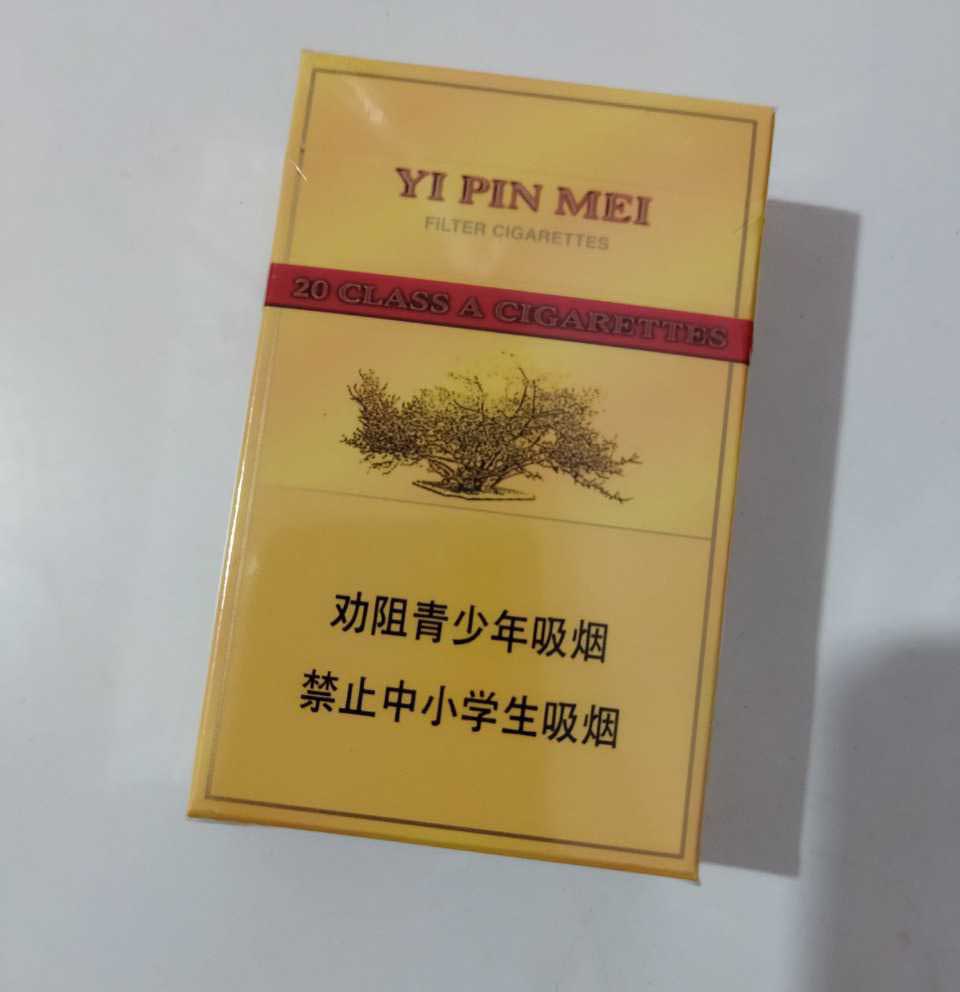 YI PIN MEI
FILTER CIGARETTES
20 CLASS A CIGARETTES
劝阻青少年吸烟
禁止中小学生吸烟